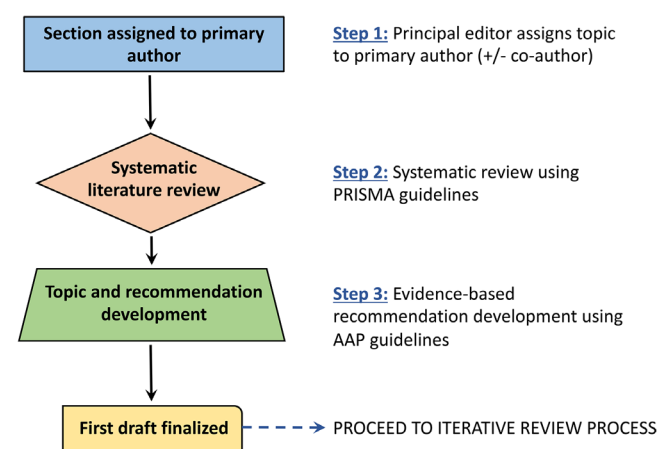 Section assigned to primary
author
Step 1: Principal editor assigns topic
to primary author (+/- co-author)
Systematic
literature review
Step 2: Systematic review using
PRISMA guidelines
Topic and recommendation
development
Step 3: Evidence-based
recommendation development using
AAP guidelines
First draft finalized
PROCEED TO ITERATIVE REVIEW PROCESS